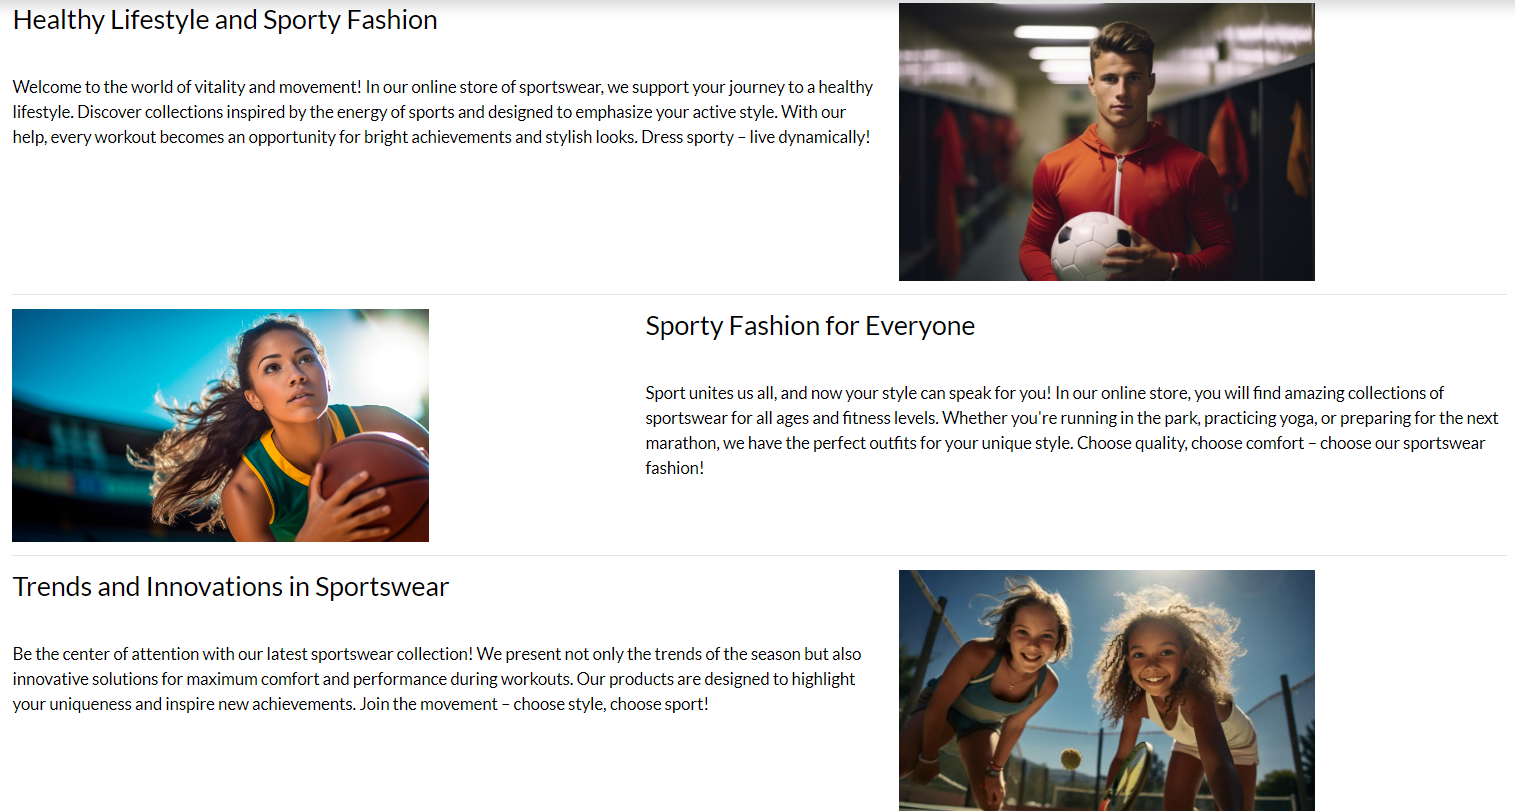 Healthy Lifestyle and Sporty Fashion
Welcome to the world of vitality and movement! In our online store of sportswear, we support your journey to a healthy
lifestyle. Discover collections inspired by the energy of sports and designed to emphasize your active style. With our
help, every workout becomes an opportunity for bright achievements and stylish looks. Dress sporty – live dynamically!
Sporty Fashion for Everyone
Sport unites us all, and now your style can speak for you! In our online store, you will find amazing collections of
sportswear for all ages and fitness levels. Whether you're running in the park, practicing yoga, or preparing for the next
marathon, we have the perfect outfits for your unique style. Choose quality, choose comfort – choose our sportswear
fashion!
Trends and Innovations in Sportswear
Be the center of attention with our latest sportswear collection! We present not only the trends of the season but also
innovative solutions for maximum comfort and performance during workouts. Our products are designed to highlight
your uniqueness and inspire new achievements. Join the movement – choose style, choose sport!